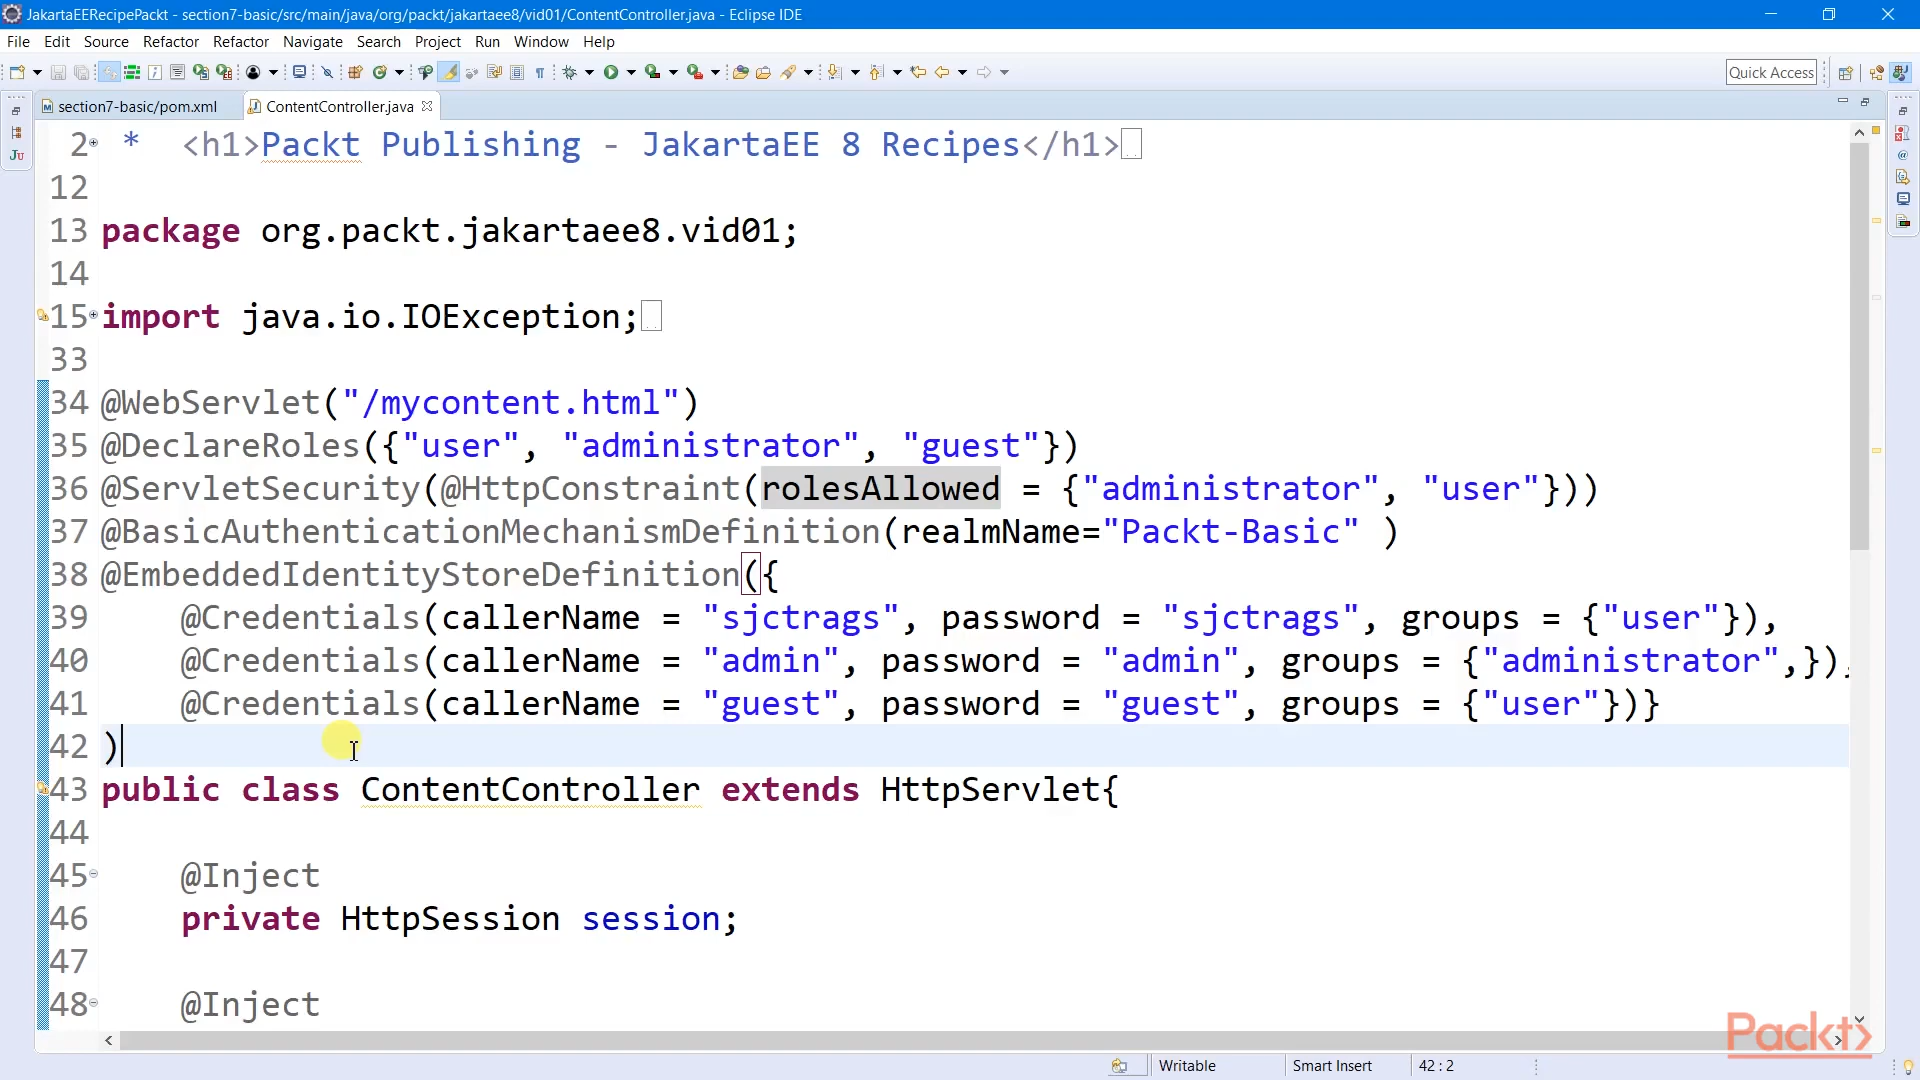 JakartaEERecipePackt - section7-basic/src/main/java/org/packt/jakartaee8/vid01/ContentController.java - Eclipse IDE
File Edit Source Refactor Refactor Navigate Search Project Run Window Help
Quick Access
section7-basic/pom.xml ContentController.java
2 * <h1>Packt Publishing - JakartaEE 8 Recipes</h1>
12
13 package org.packt.jakartaee8.vid01;
14
15 import java.io.IOException;
33
34 @WebServlet("/mycontent.html")
35 @DeclareRoles({"user", "administrator", "guest"})
36 @ServletSecurity(@HttpConstraint(rolesAllowed = {"administrator", "user"}))
37 @BasicAuthenticationMechanismDefinition(realmName="Packt-Basic" )
38 @EmbeddedIdentityStoreDefinition({
39 @Credentials(callerName = "sjctrags", password = "sjctrags", groups = {"user"}),
40 @Credentials(callerName = "admin", password = "admin", groups = {"administrator",}),
41 @Credentials(callerName = "guest", password = "guest", groups = {"user"})}
42 )
43 public class ContentController extends HttpServlet{
44
45 @Inject
46 private HttpSession session;
47
48 @Inject
Packt>
Writable Smart Insert 42 : 2